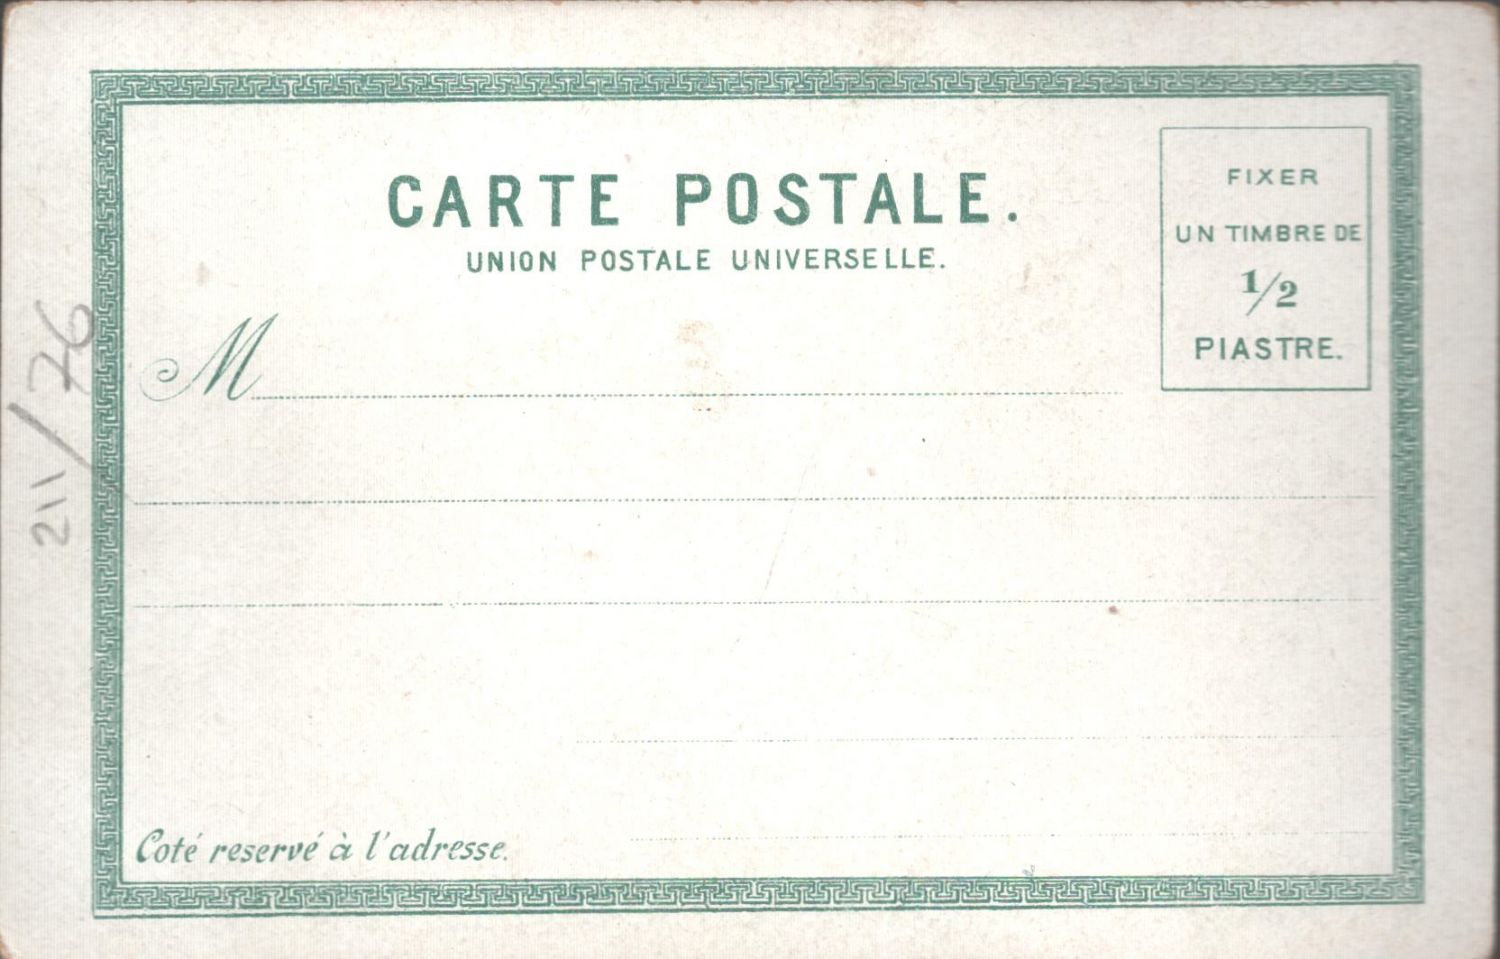 CARTE POSTALE.
UNION POSTALE UNIVERSELLE.
FIXER
UN TIMBRE DE
1/2
PIASTRE.
M
Coté reservé à l'adresse.
211/76